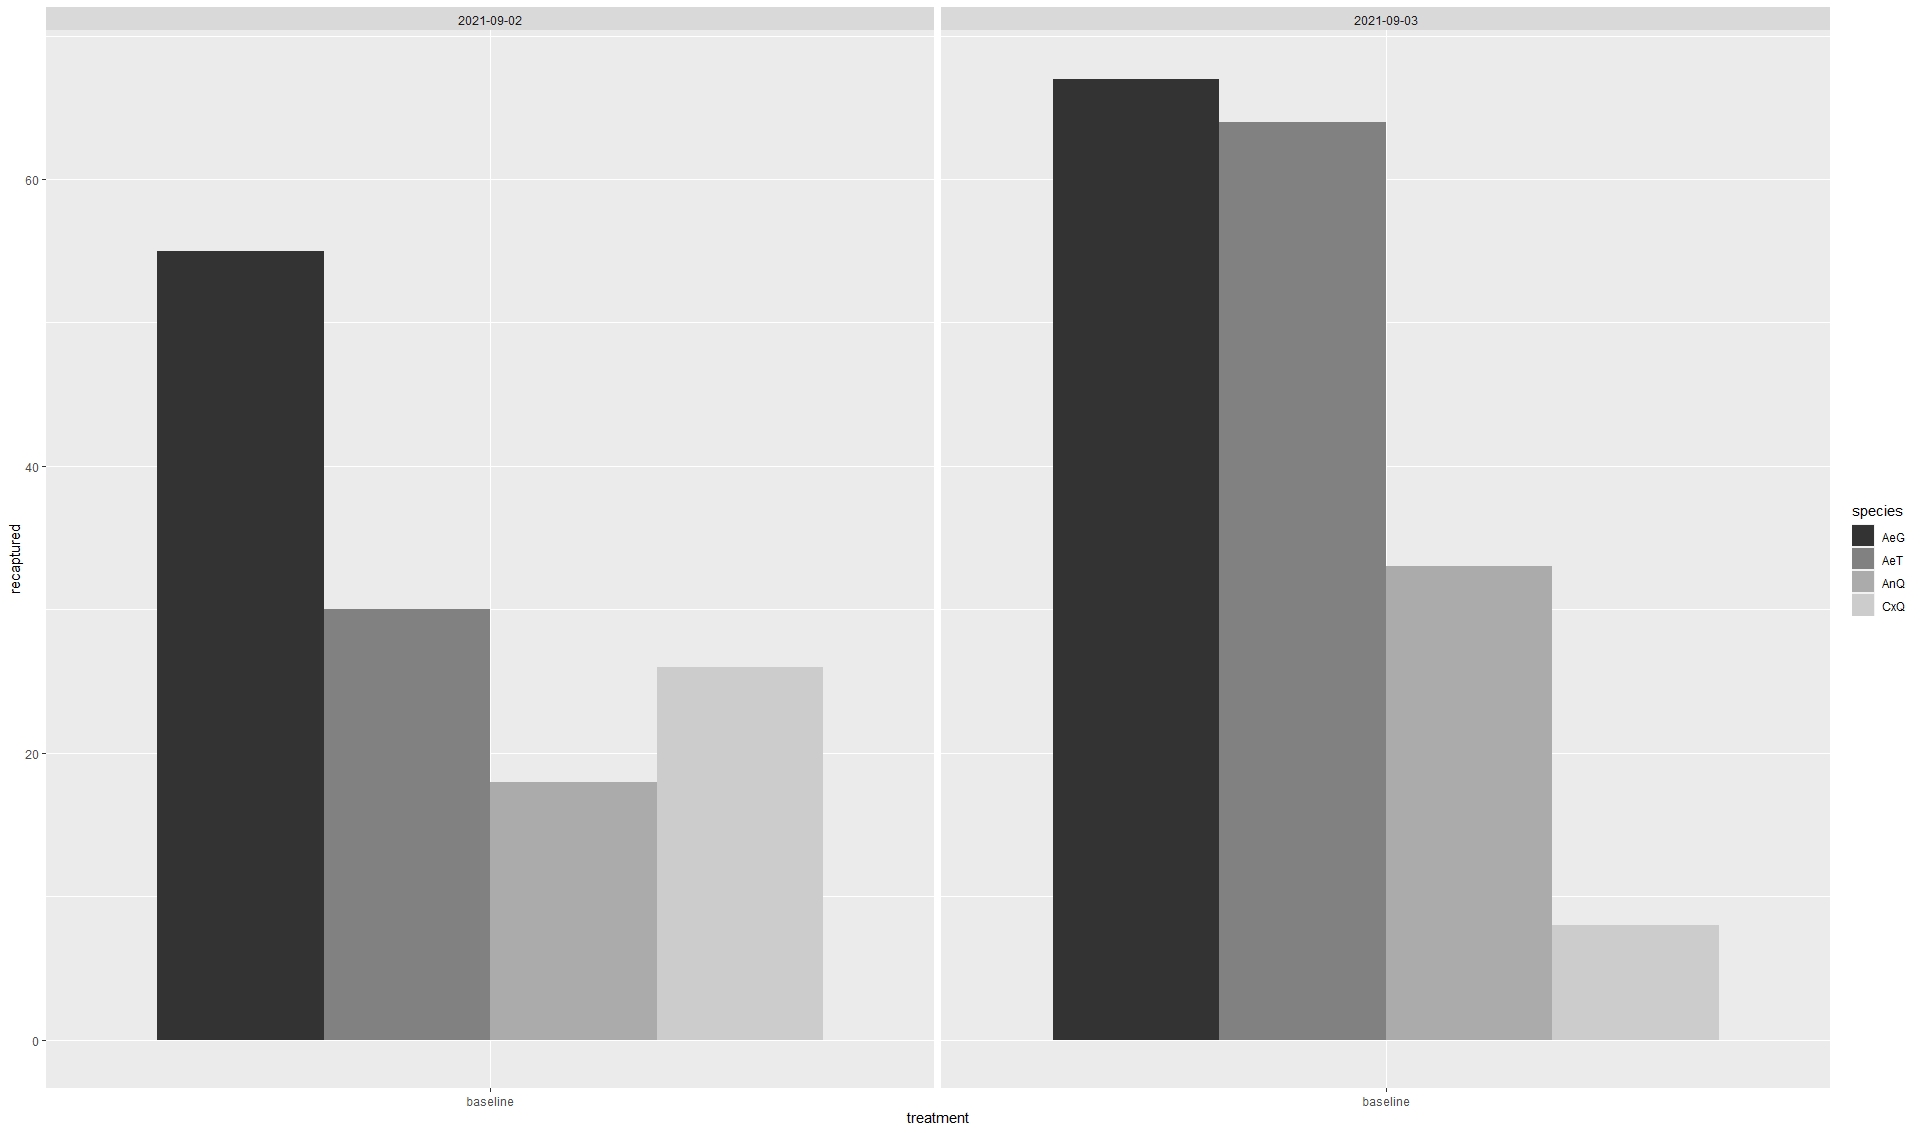 2021-09-02
2021-09-03
recaptured
60
40
20
0
baseline
baseline
treatment
species
AeG
AeT
AnQ
CxQ